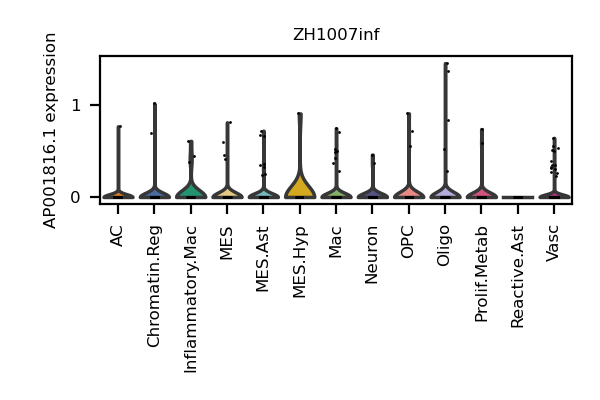 ZH1007inf
AP001816.1 expression
1
0
AC
Chromatin.Reg
Inflammatory.Mac
MES
MES.Ast
MES.Hyp
Mac
Neuron
OPC
Oligo
Prolif.Metab
Reactive.Ast
Vasc